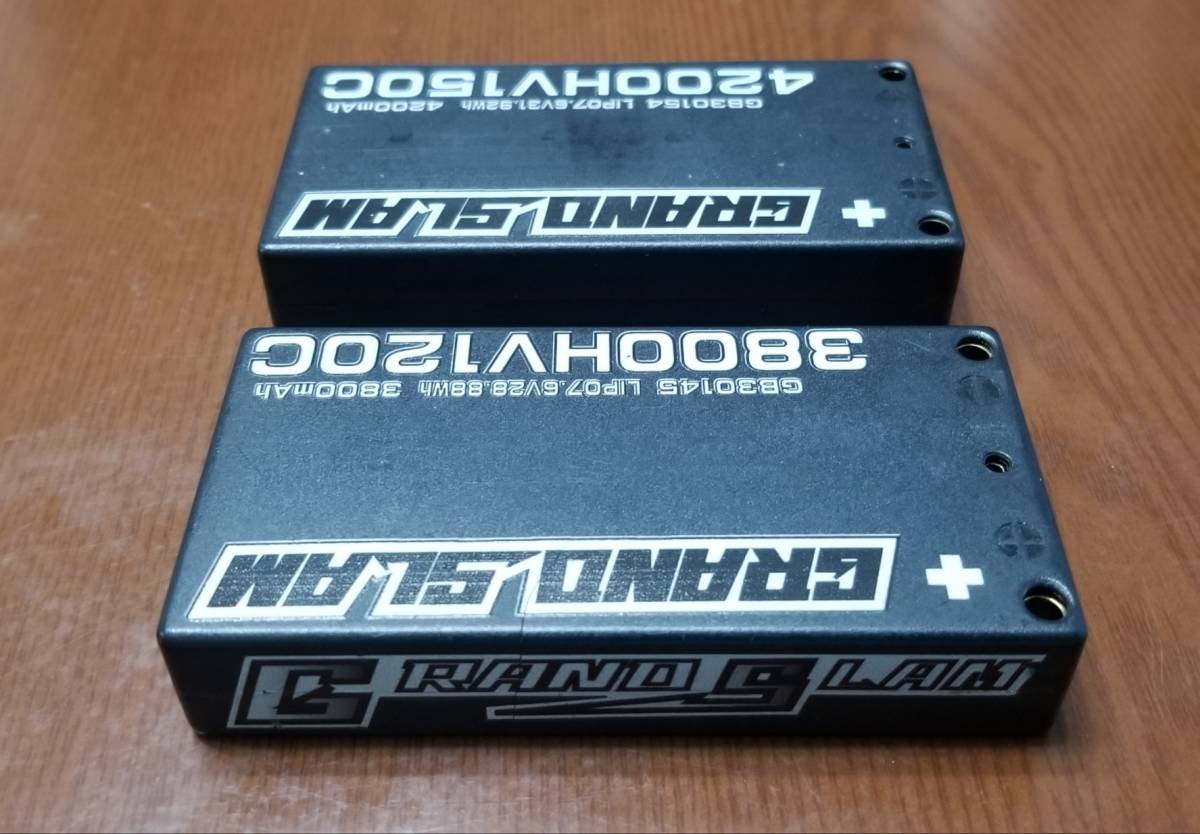 4200HV150C
GB30154 LIPO7.6V31.92Wh 4200mAh
GRAND SLAM
+
3800HV120C
GB30145 LIPO7.6V28.88Wh 3800mAh
GRAND SLAM
+
GRAND SLAM